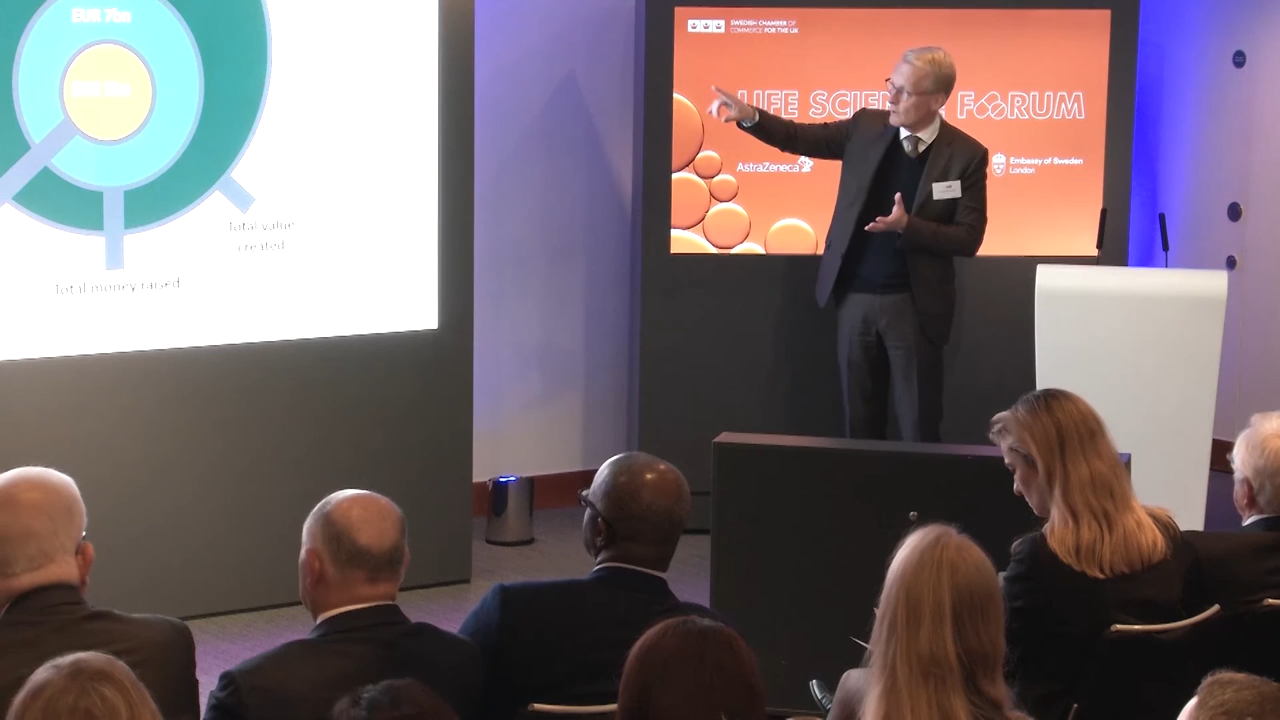 EUR 7bn
Total value
created
Total money raised
SWEDISH CHAMBER OF
COMMERCE FOR THE UK
LIFE SCIEN FORUM
AstraZeneca
Embassy of Sweden
London